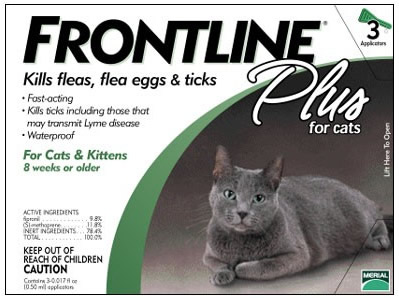 FRONTLINE®
Plus
for cats
3
Applicators
Kills fleas, flea eggs & ticks
• Fast-acting
• Kills ticks including those that
may transmit Lyme disease
• Waterproof
For Cats & Kittens
8 weeks or older
Lift Here To Open
ACTIVE INGREDIENTS
fipronil . . . . . . . . . . . . 9.8%
(S)-methoprene . . . . . . . 11.8%
INERT INGREDIENTS . . . 78.4%
TOTAL . . . . . . . . . . . . 100.0%
KEEP OUT OF
REACH OF CHILDREN
CAUTION
Contains 3-0.017 fl oz
(0.50 ml) applicators
MERIAL